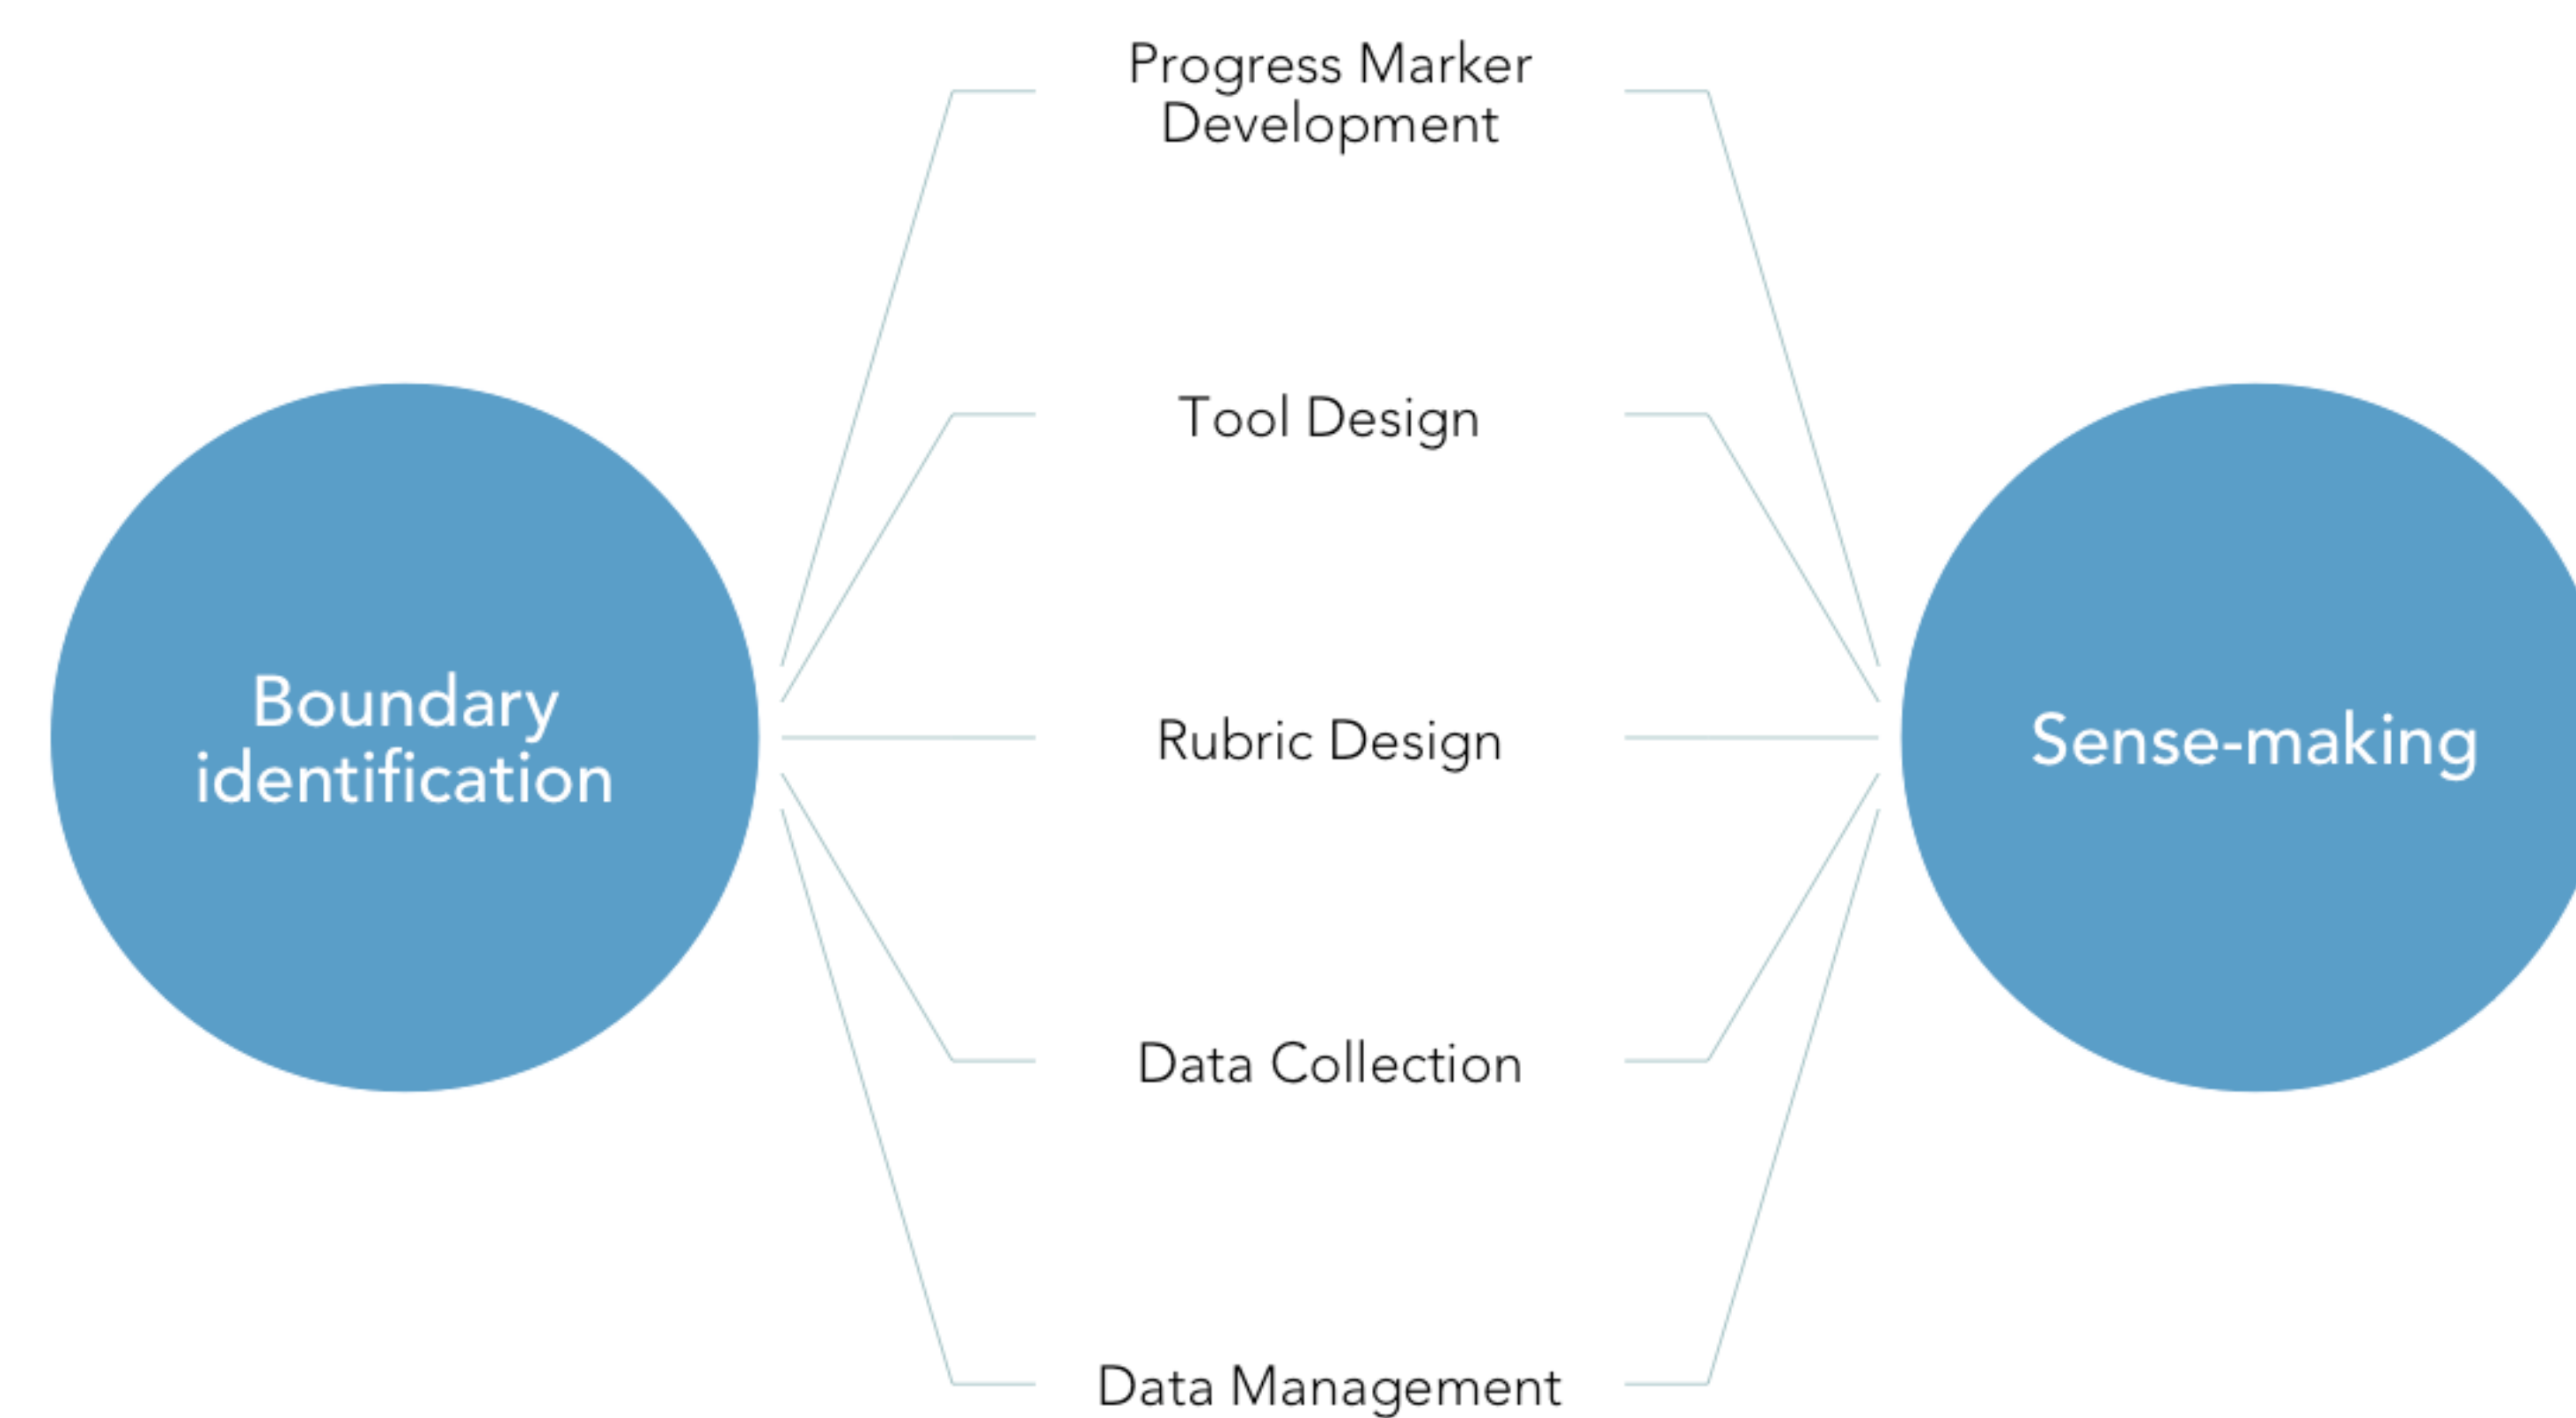 Progress Marker
Development
Tool Design
Boundary
identification
Rubric Design
Sense-making
Data Collection
Data Management